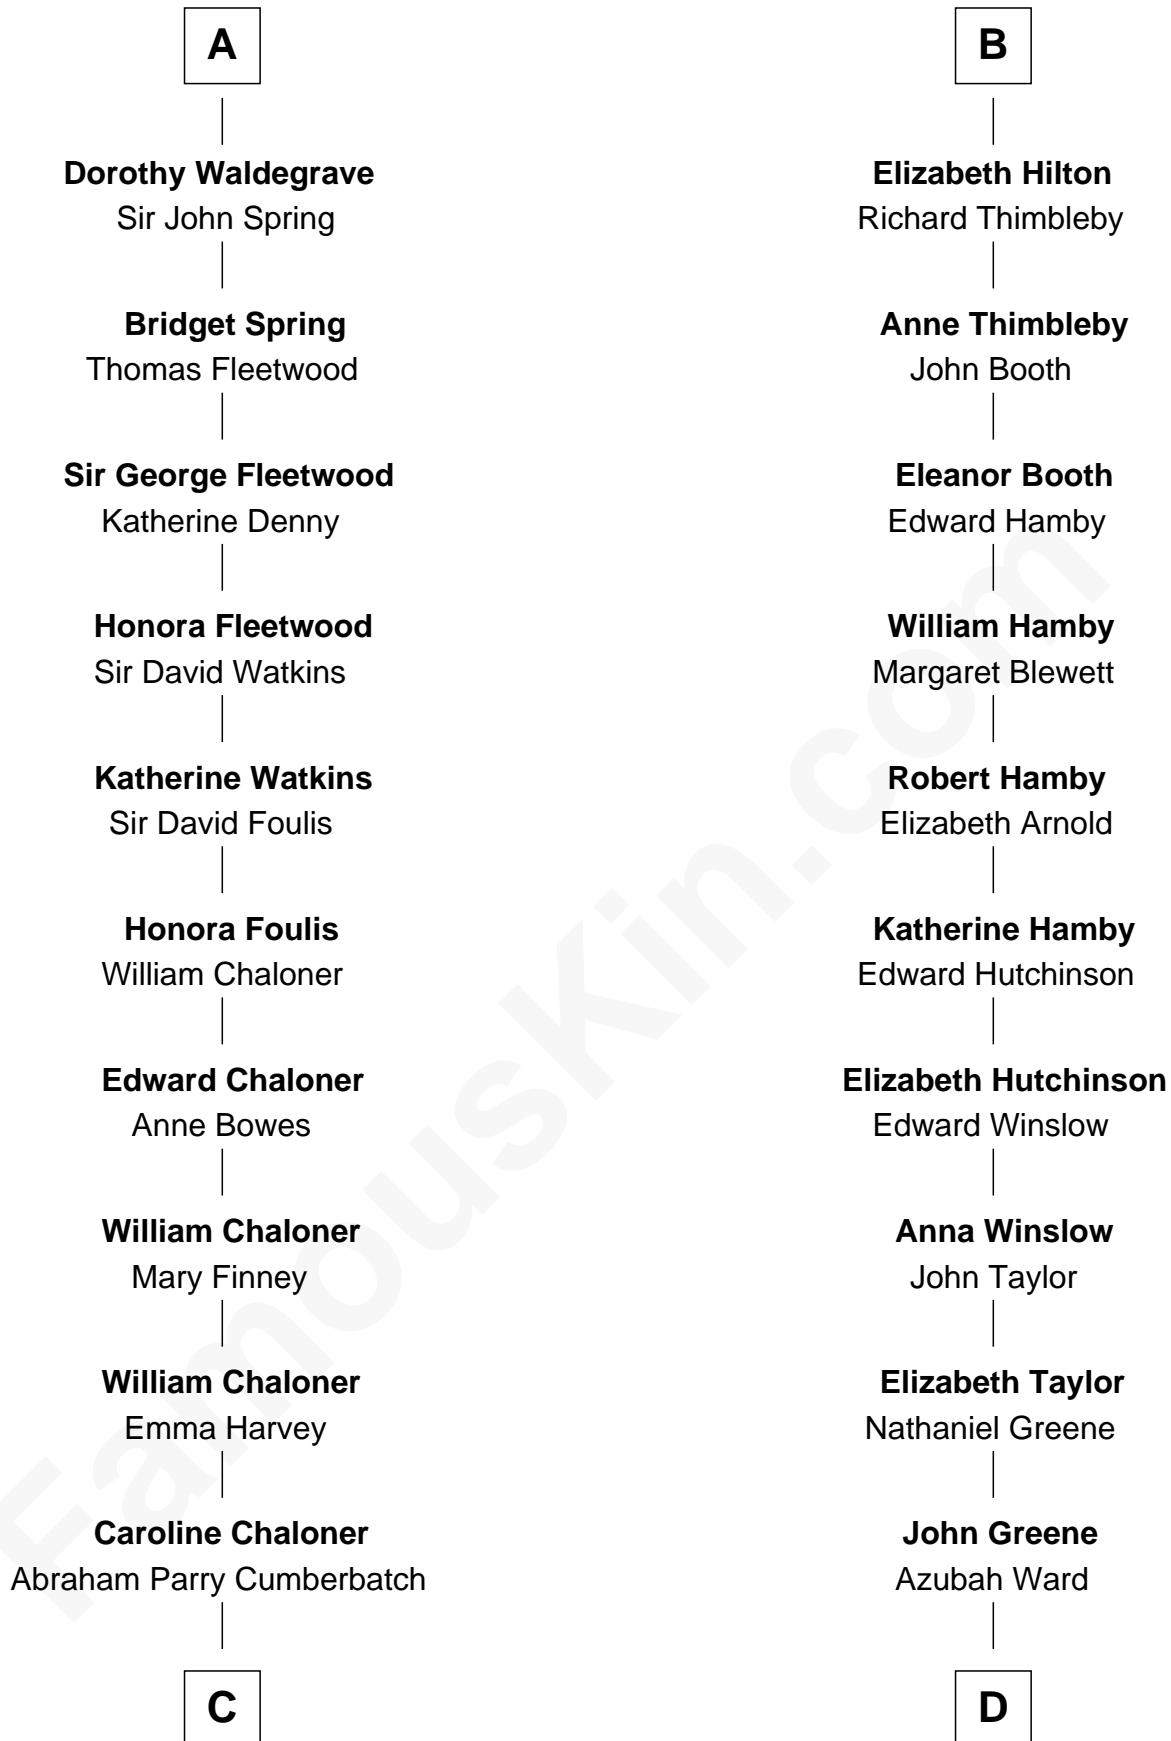 A
Dorothy Waldegrave
Sir John Spring
Bridget Spring
Thomas Fleetwood
Sir George Fleetwood
Katherine Denny
Honora Fleetwood
Sir David Watkins
Katherine Watkins
Sir David Foulis
Honora Foulis
William Chaloner
Edward Chaloner
Anne Bowes
William Chaloner
Mary Finney
William Chaloner
Emma Harvey
Caroline Chaloner
Abraham Parry Cumberbatch
C
B
Elizabeth Hilton
Richard Thimbleby
Anne Thimbleby
John Booth
Eleanor Booth
Edward Hamby
William Hamby
Margaret Blewett
Robert Hamby
Elizabeth Arnold
Katherine Hamby
Edward Hutchinson
Elizabeth Hutchinson
Edward Winslow
Anna Winslow
John Taylor
Elizabeth Taylor
Nathaniel Greene
John Greene
Azubah Ward
D
FamousKin.com